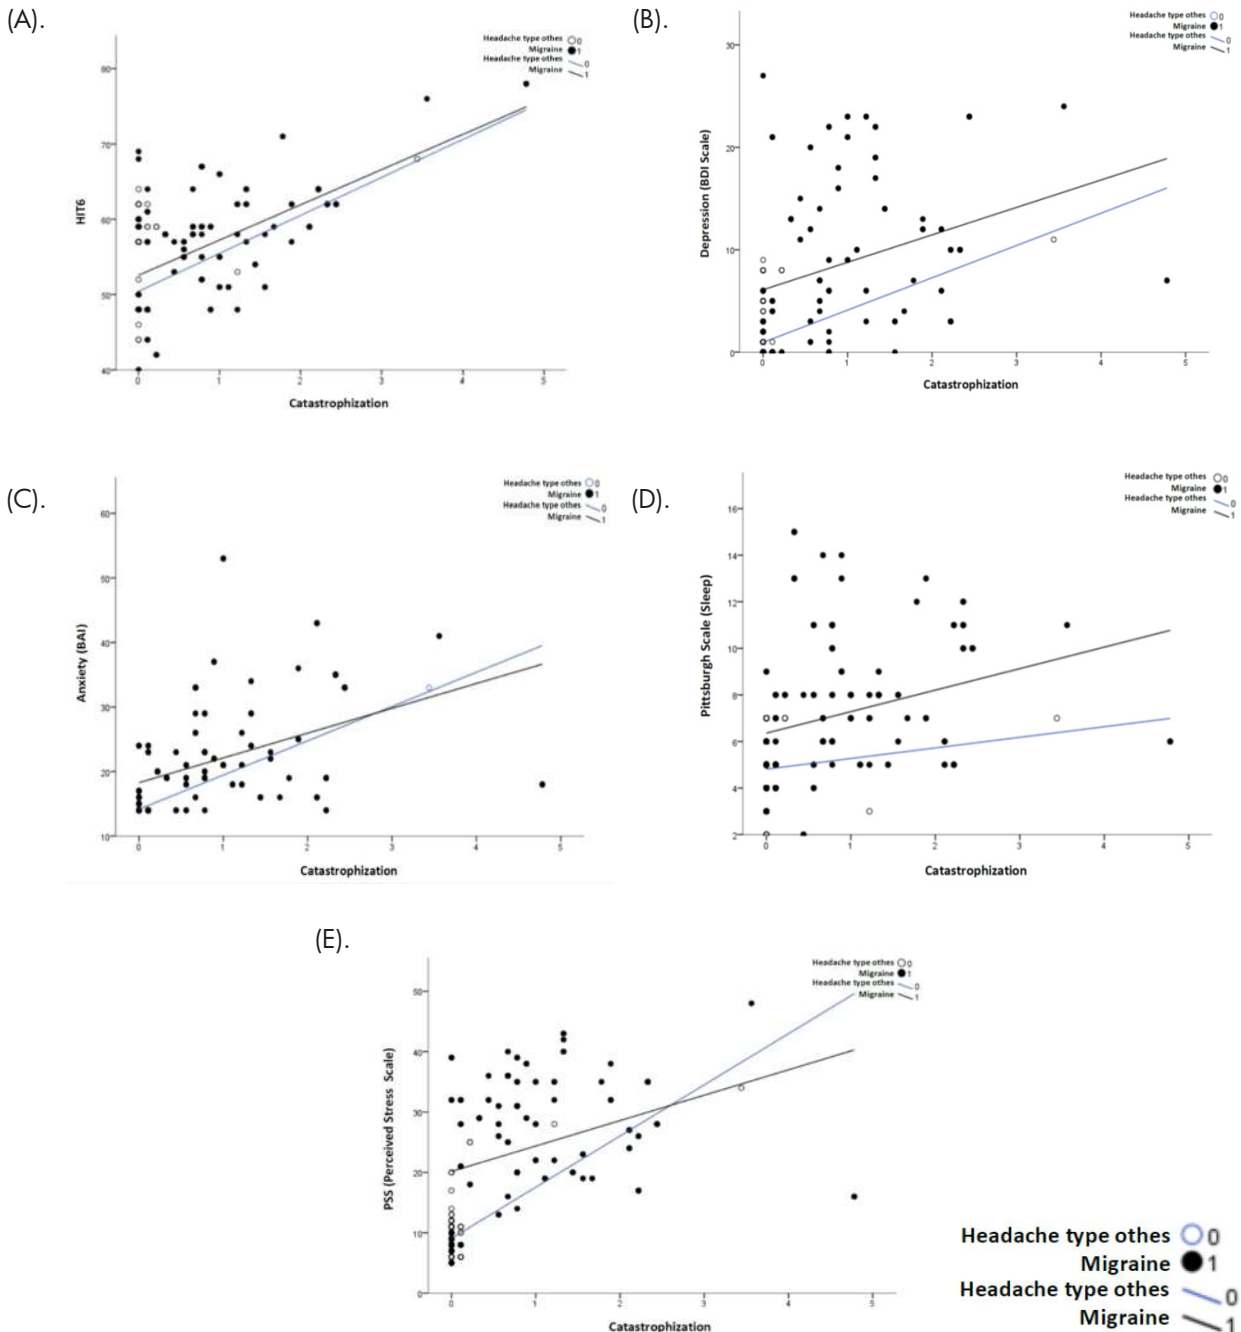 (A).
Headache type othes 0
Migraine 1
Headache type othes 0
Migraine 1
80
70
60
50
40
HIT6
0 1 2 3 4 5
Catastrophization
(B).
Headache type othes 0
Migraine 1
Headache type othes 0
Migraine 1
30
20
10
0
Depression (BDI Scale)
0 1 2 3 4 5
Catastrophization
(C).
Headache type othes 0
Migraine 1
Headache type othes 0
Migraine 1
60
50
40
30
20
10
Anxiety (BAI)
0 1 2 3 4 5
Catastrophization
(D).
Headache type othes 0
Migraine 1
Headache type othes 0
Migraine 1
16
14
12
10
8
6
4
2
Pittsburgh Scale (Sleep)
0 1 2 3 4 5
Catastrophization
(E).
Headache type othes 0
Migraine 1
Headache type othes 0
Migraine 1
50
40
30
20
10
0
PSS (Perceived Stress Scale)
0 1 2 3 4 5
Catastrophization
Headache type othes 0
Migraine 1
Headache type othes 0
Migraine 1